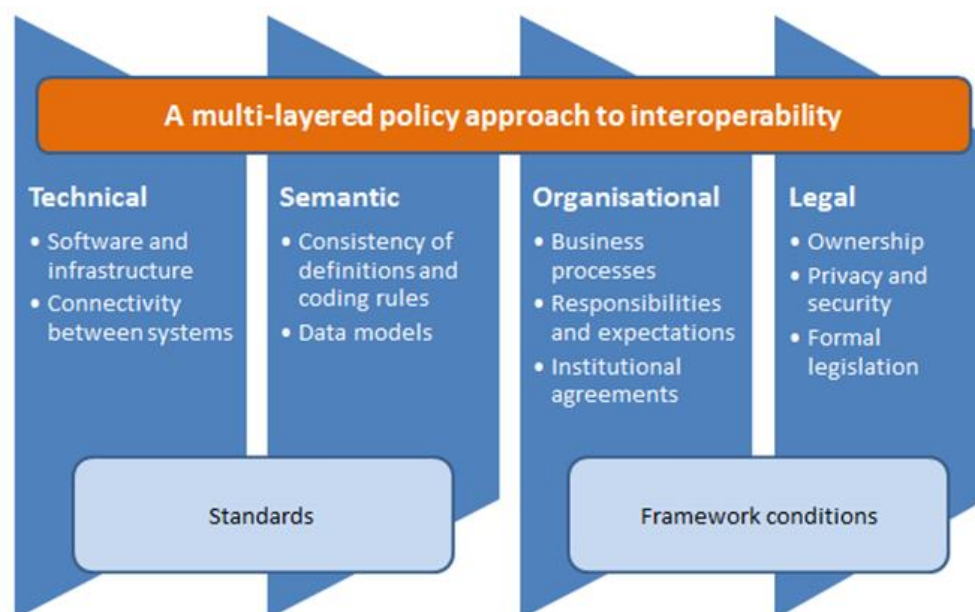 A multi-layered policy approach to interoperability
Technical
• Software and
infrastructure
• Connectivity
between systems
Semantic
• Consistency of
definitions and
coding rules
• Data models
Organisational
• Business
processes
• Responsibilities
and expectations
• Institutional
agreements
Legal
• Ownership
• Privacy and
security
• Formal
legislation
Standards
Framework conditions